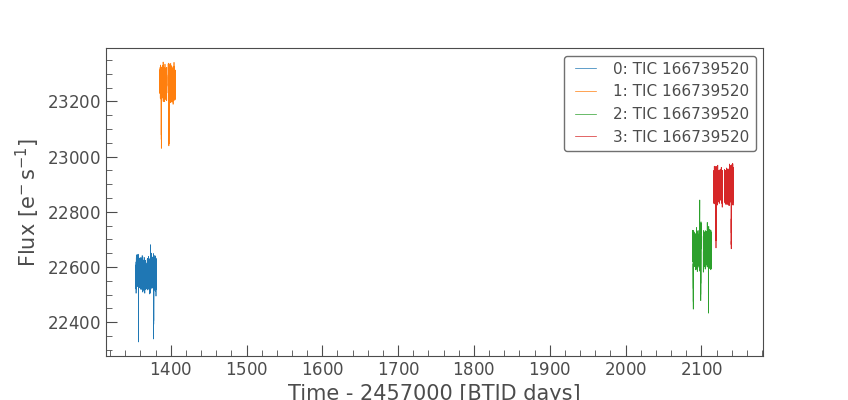 0: TIC 166739520
1: TIC 166739520
2: TIC 166739520
3: TIC 166739520
23200
23000
22800
22600
22400
Flux [e⁻ s⁻¹]
1400 1500 1600 1700 1800 1900 2000 2100
Time - 2457000 [BTJD days]